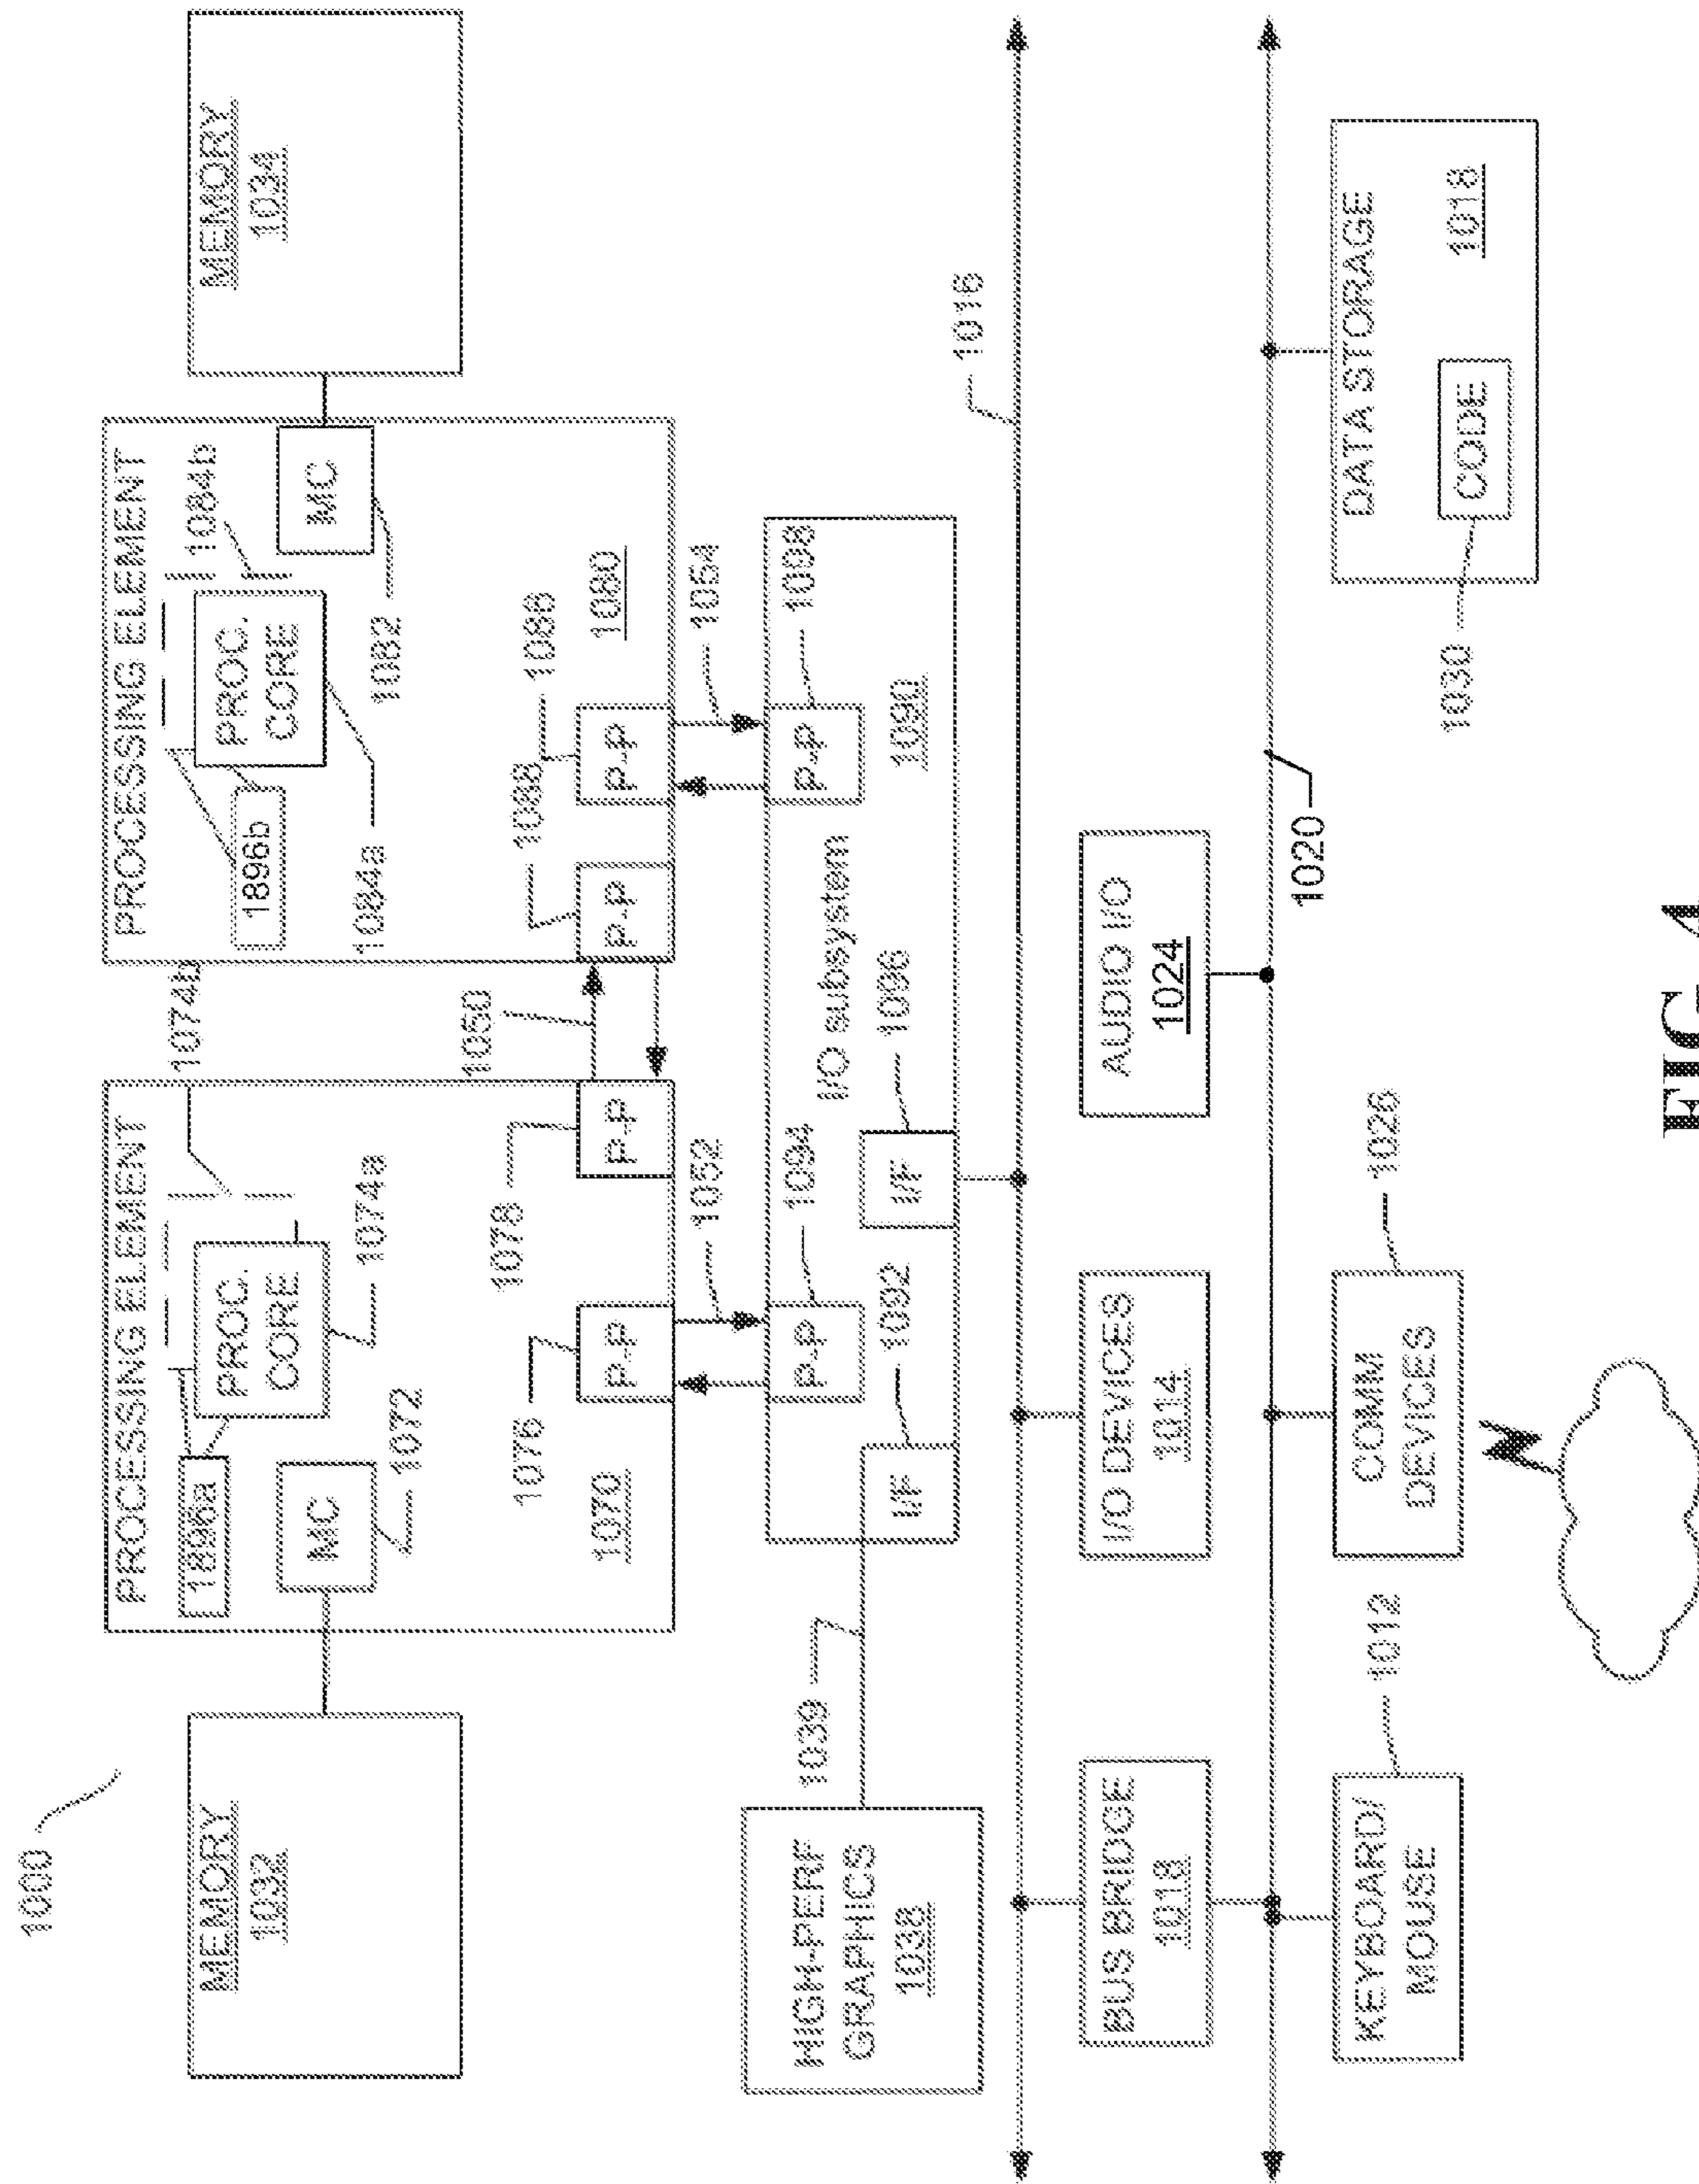 1000
MEMORY
1032
PROCESSING ELEMENT
1896a
PROC.
CORE
MC
1072
1074a
1074b
1076
1078
1070
P-P
P-P
1050
PROCESSING ELEMENT
1896b
PROC.
CORE
1084b
MC
1084a
1082
1088
1086
1080
P-P
P-P
MEMORY
1034
1052
1054
HIGH-PERF
GRAPHICS
1038
1039
P-P
1094
I/O subsystem
P-P
1098
1090
I/F
1092
I/F
1096
1016
BUS BRIDGE
1018
I/O DEVICES
1014
AUDIO I/O
1024
1020
KEYBOARD/
MOUSE
1012
COMM
DEVICES
1026
DATA STORAGE
1018
CODE
1030
FIG. 4